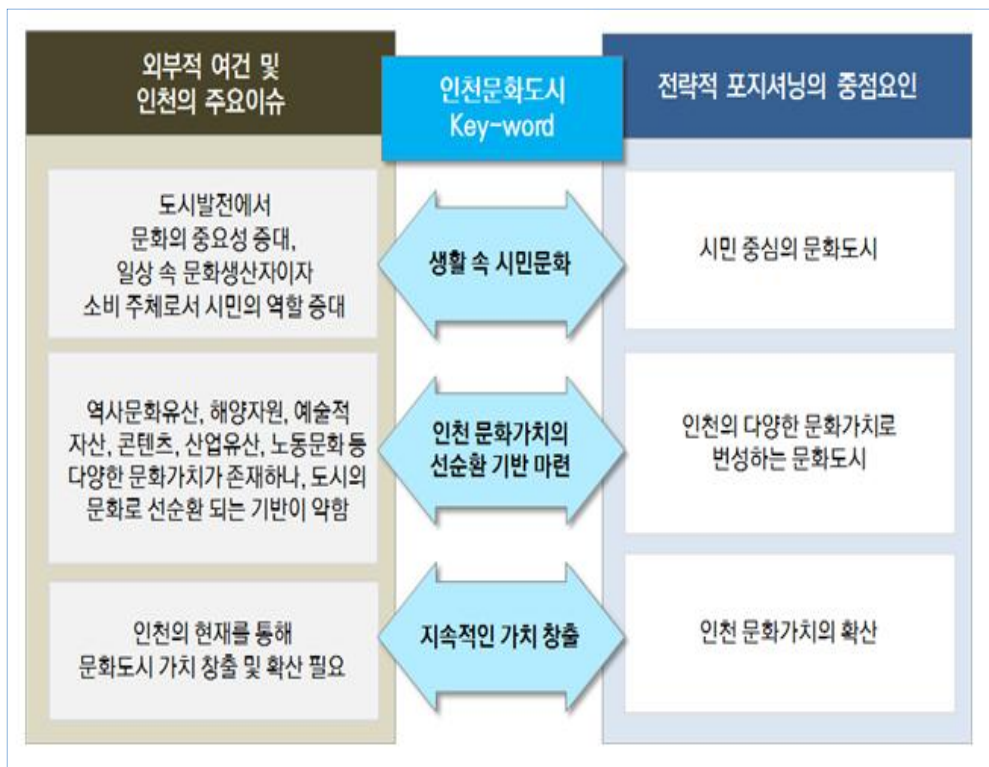 외부적 여건 및
인천의 주요이슈
인천문화도시
Key-word
전략적 포지셔닝의 중점요인
도시발전에서
문화의 중요성 증대,
일상 속 문화생산자이자
소비 주체로서 시민의 역할 증대
생활 속 시민문화
시민 중심의 문화도시
역사문화유산, 해양자원, 예술적
자산, 콘텐츠, 산업유산, 노동문화 등
다양한 문화가치가 존재하나, 도시의
문화로 선순환 되는 기반이 약함
인천 문화가치의
선순환 기반 마련
인천의 다양한 문화가치로
번성하는 문화도시
인천의 현재를 통해
문화도시 가치 창출 및 확산 필요
지속적인 가치 창출
인천 문화가치의 확산